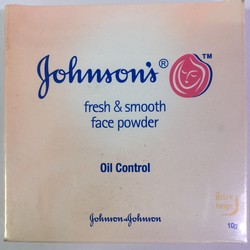 Johnson's® ™
fresh & smooth
face powder
Oil Control
Johnson & Johnson
10g